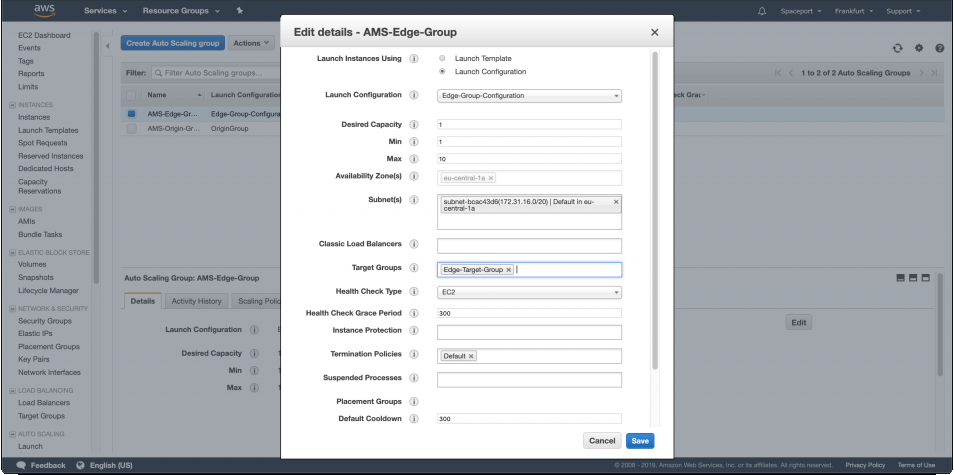 aws
Services
Resource Groups
Spaceport
Frankfurt
Support
EC2 Dashboard
Events
Tags
Reports
Limits
INSTANCES
Instances
Launch Templates
Spot Requests
Reserved Instances
Dedicated Hosts
Capacity
Reservations
IMAGES
AMIs
Bundle Tasks
ELASTIC BLOCK STORE
Volumes
Snapshots
Lifecycle Manager
NETWORK & SECURITY
Security Groups
Elastic IPs
Placement Groups
Key Pairs
Network Interfaces
LOAD BALANCING
Load Balancers
Target Groups
AUTO SCALING
Launch
Create Auto Scaling group
Actions
Filter:
Filter Auto Scaling groups...
1 to 2 of 2 Auto Scaling Groups
Name
Launch Configuration
AMS-Edge-Gr...
Edge-Group-Configura
AMS-Origin-Gr...
OriginGroup
Auto Scaling Group: AMS-Edge-Group
Details
Activity History
Scaling Polic
Launch Configuration
Desired Capacity
Min
Max
Edit
Edit details - AMS-Edge-Group
Launch Instances Using
Launch Template
Launch Configuration
Launch Configuration
Edge-Group-Configuration
Desired Capacity
1
Min
1
Max
10
Availability Zone(s)
eu-central-1a
Subnet(s)
subnet-bcac43d6(172.31.16.0/20) | Default in eu-
central-1a
Classic Load Balancers
Target Groups
Edge-Target-Group
Health Check Type
EC2
Health Check Grace Period
300
Instance Protection
Termination Policies
Default
Suspended Processes
Placement Groups
Default Cooldown
300
Cancel
Save
Feedback
English (US)
© 2008 - 2019, Amazon Web Services, Inc. or its affiliates. All rights reserved.
Privacy Policy
Terms of Use